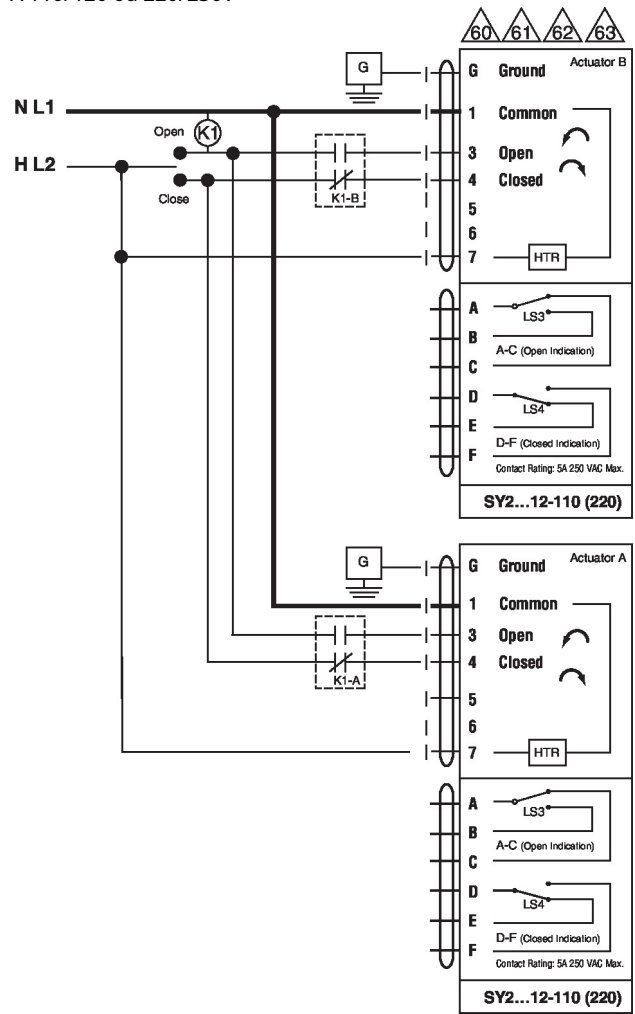 60 61 62 63
G G Ground Actuator B
N L1 1 Common
Open K1
3 Open
H L2 4 Closed
Close K1-B
5
6
7 HTR
A
LS3
B
A-C (Open Indication)
C
D
LS4
E
D-F (Closed Indication)
F
Contact Rating: 5A 250 VAC Max.
SY2...12-110 (220)
G G Ground Actuator A
1 Common
3 Open
4 Closed
K1-A
5
6
7 HTR
A
LS3
B
A-C (Open Indication)
C
D
LS4
E
D-F (Closed Indication)
F
Contact Rating: 5A 250 VAC Max.
SY2...12-110 (220)